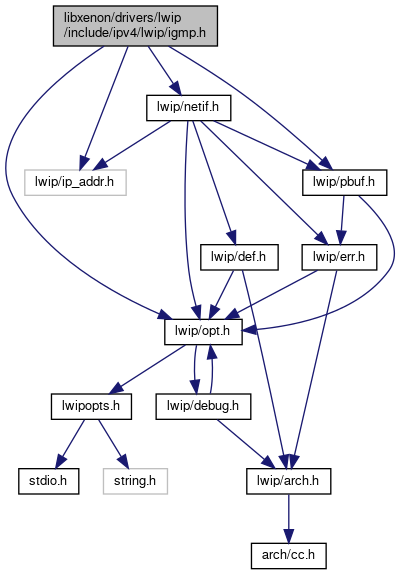 libxenon/drivers/lwip
/include/ipv4/lwip/igmp.h
lwip/netif.h
lwip/ip_addr.h
lwip/pbuf.h
lwip/def.h
lwip/err.h
lwip/opt.h
lwipopts.h
lwip/debug.h
stdio.h
string.h
lwip/arch.h
arch/cc.h